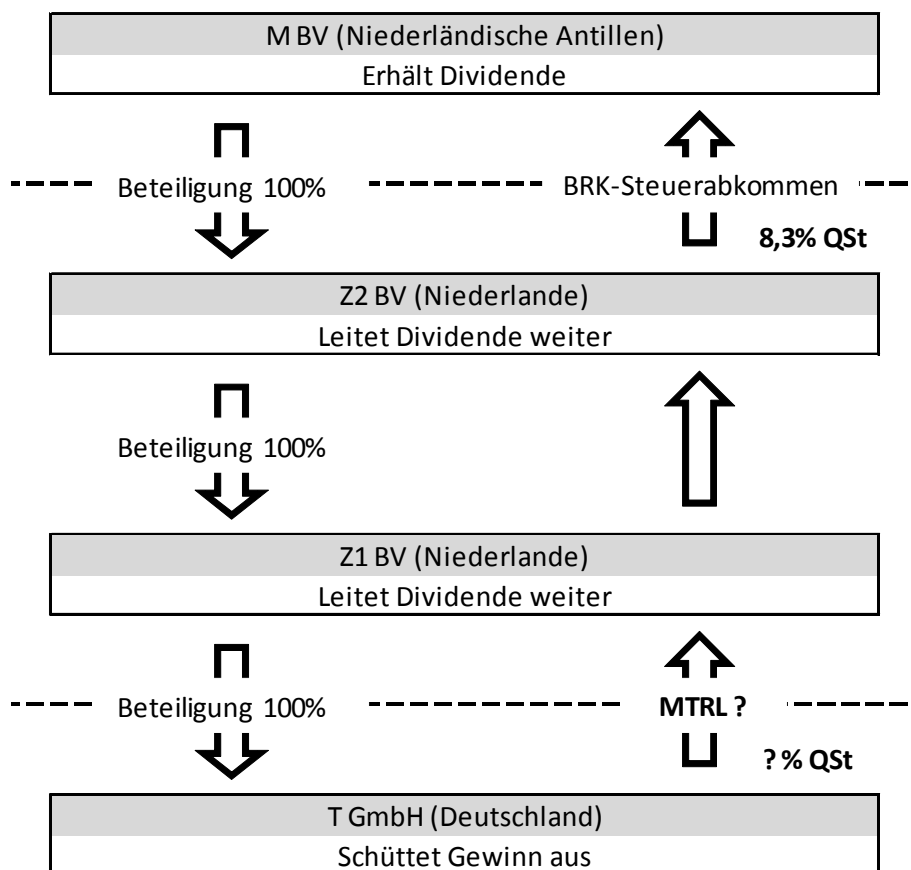 M BV (Niederländische Antillen)
Erhält Dividende
Beteiligung 100%
BRK-Steuerabkommen
8,3% QSt
Z2 BV (Niederlande)
Leitet Dividende weiter
Beteiligung 100%
Z1 BV (Niederlande)
Leitet Dividende weiter
Beteiligung 100%
MTRL ?
? % QSt
T GmbH (Deutschland)
Schüttet Gewinn aus